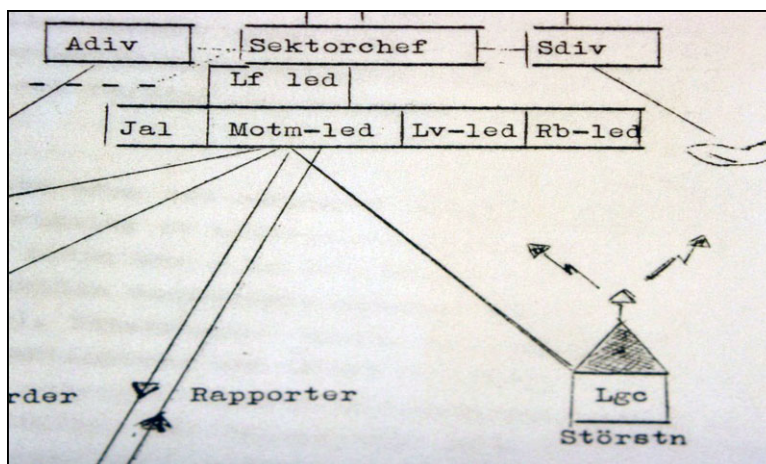 Adiv Sektorchef Sdiv
Lf led
Jal Motm-led Lv-led Rb-led
rder Rapporter
Lgc
Störstn